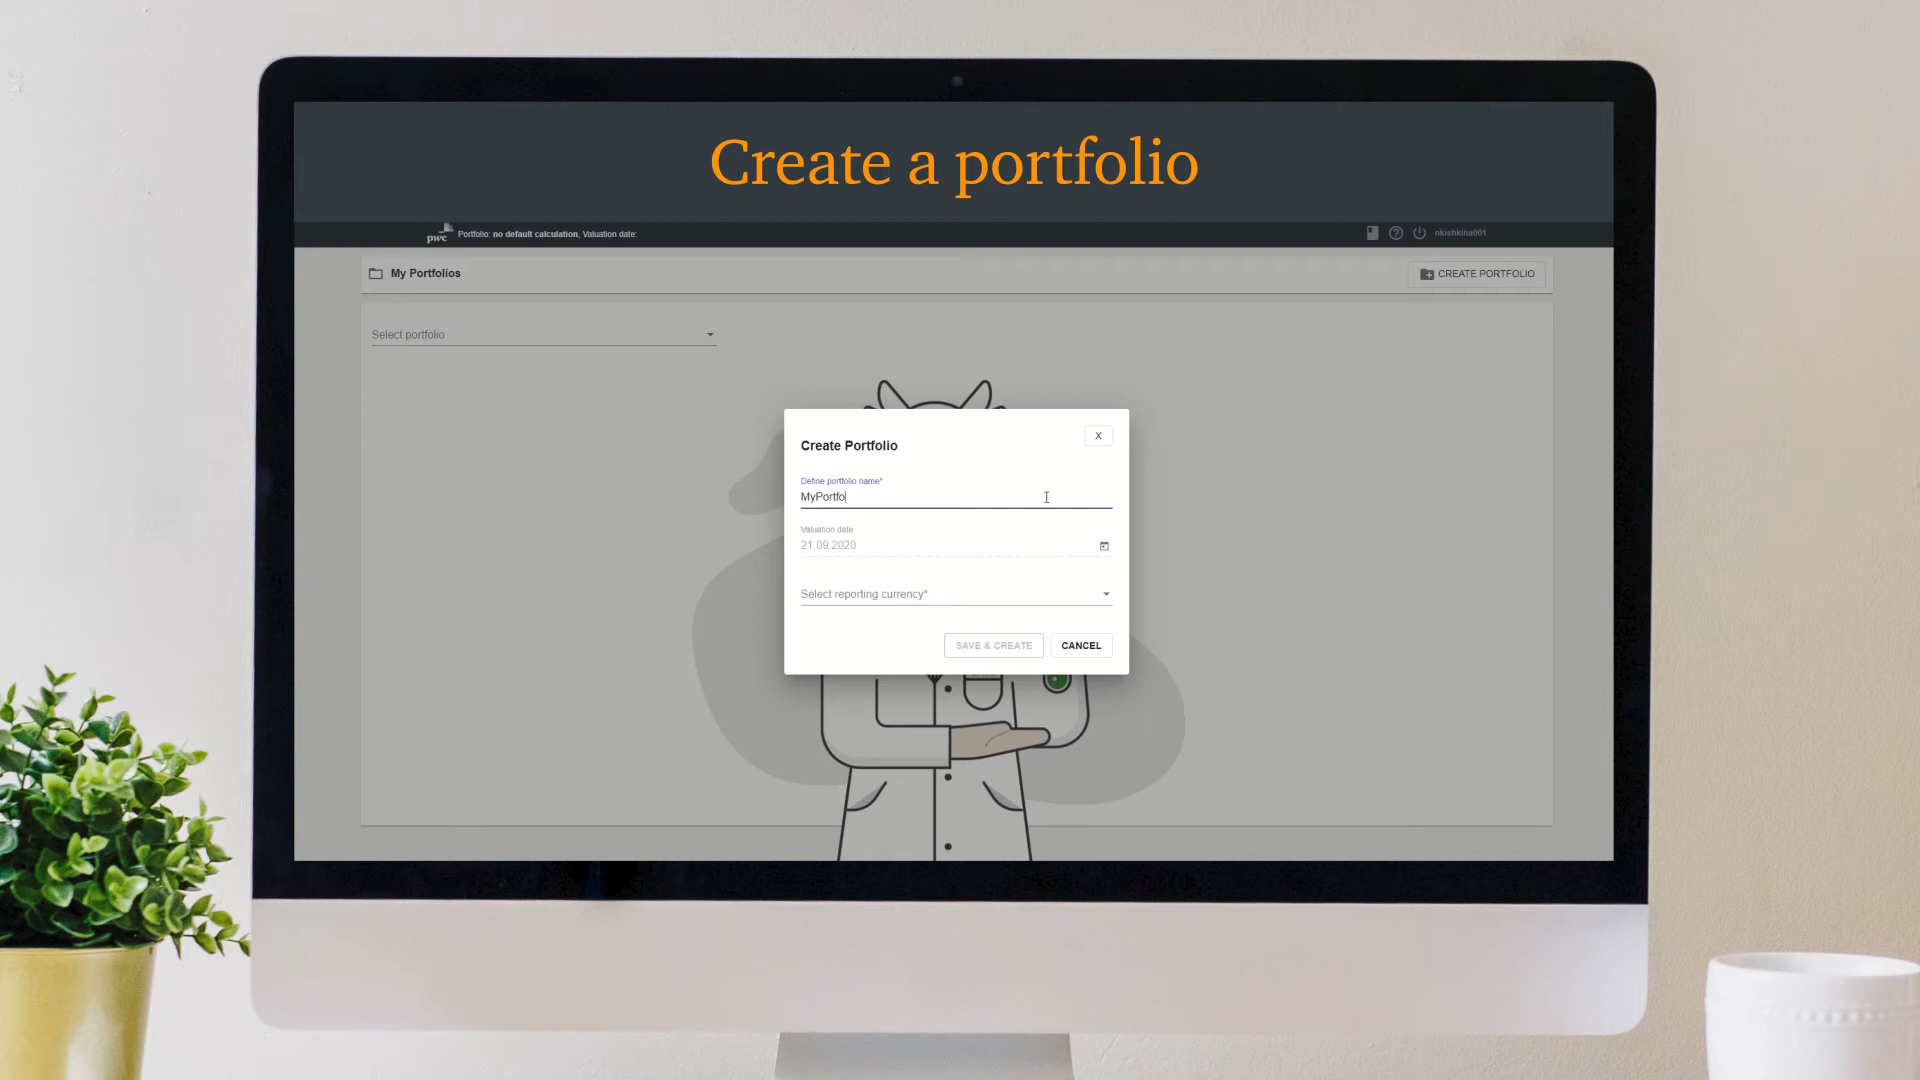 Create a portfolio
pwc Portfolio: no default calculation, Valuation date:
nkishkina001
My Portfolios
CREATE PORTFOLIO
Select portfolio
Create Portfolio
X
Define portfolio name*
MyPortfo
Valuation date
21.09.2020
Select reporting currency*
SAVE & CREATE
CANCEL